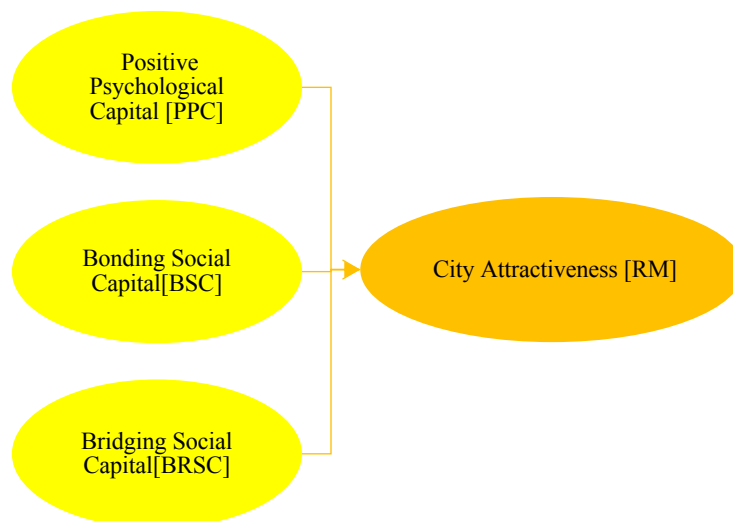 Positive
Psychological
Capital [PPC]
Bonding Social
Capital[BSC]
City Attractiveness [RM]
Bridging Social
Capital[BRSC]